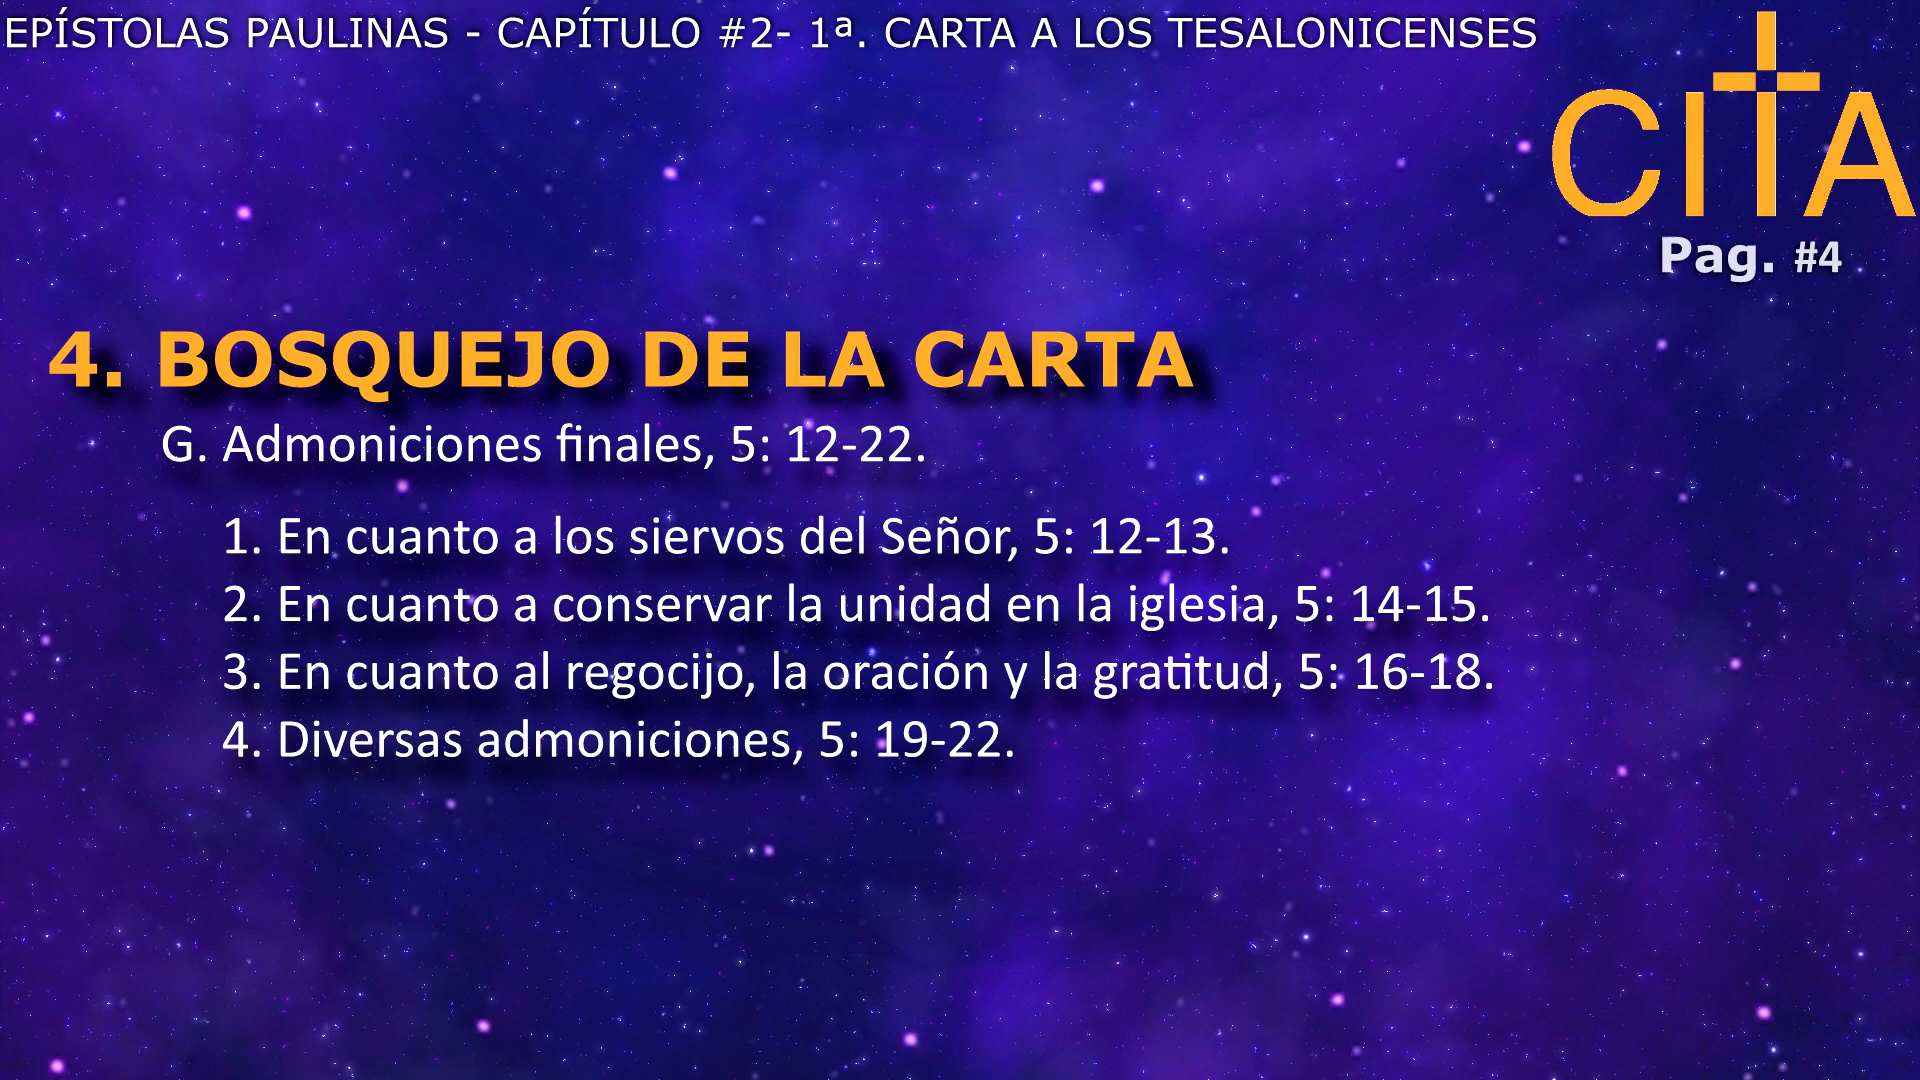 EPÍSTOLAS PAULINAS - CAPÍTULO #2- 1ª. CARTA A LOS TESALONICENSES
CITA
Pag. #4
4. BOSQUEJO DE LA CARTA
G. Admoniciones finales, 5: 12-22.
1. En cuanto a los siervos del Señor, 5: 12-13.
2. En cuanto a conservar la unidad en la iglesia, 5: 14-15.
3. En cuanto al regocijo, la oración y la gratitud, 5: 16-18.
4. Diversas admoniciones, 5: 19-22.